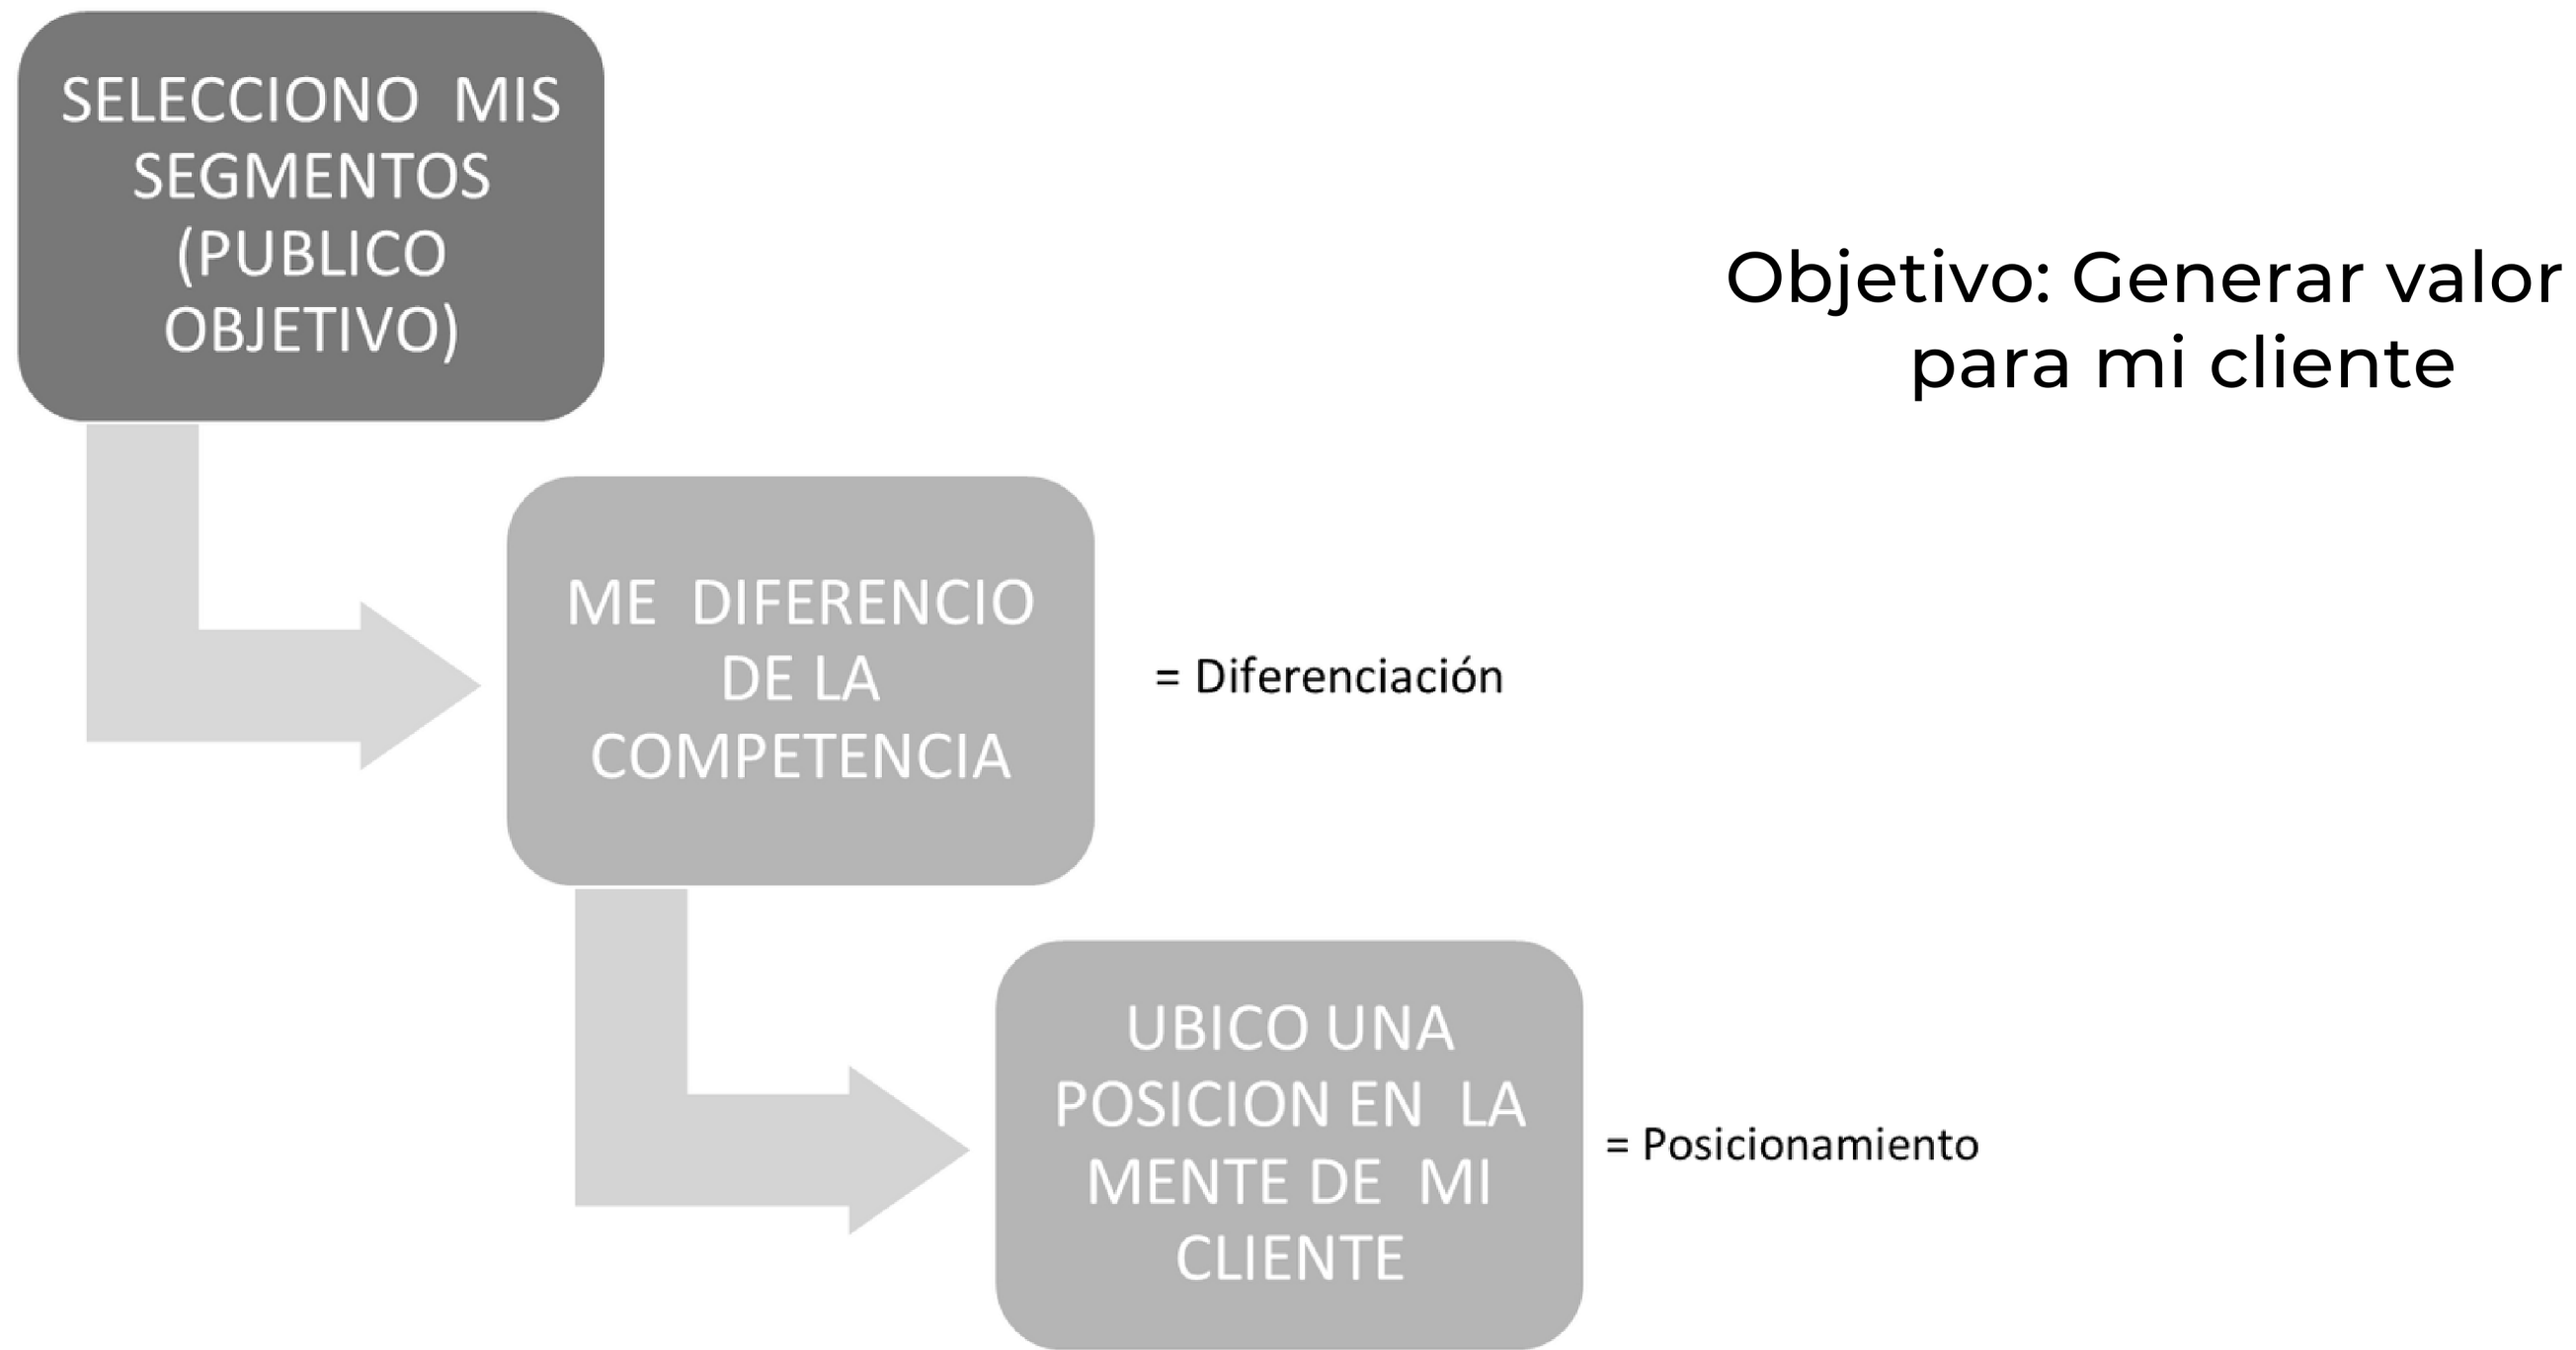 SELECCIONO MIS
SEGMENTOS
(PUBLICO
OBJETIVO)
Objetivo: Generar valor
para mi cliente
ME DIFERENCIO
DE LA
COMPETENCIA
= Diferenciación
UBICO UNA
POSICION EN LA
MENTE DE MI
CLIENTE
= Posicionamiento